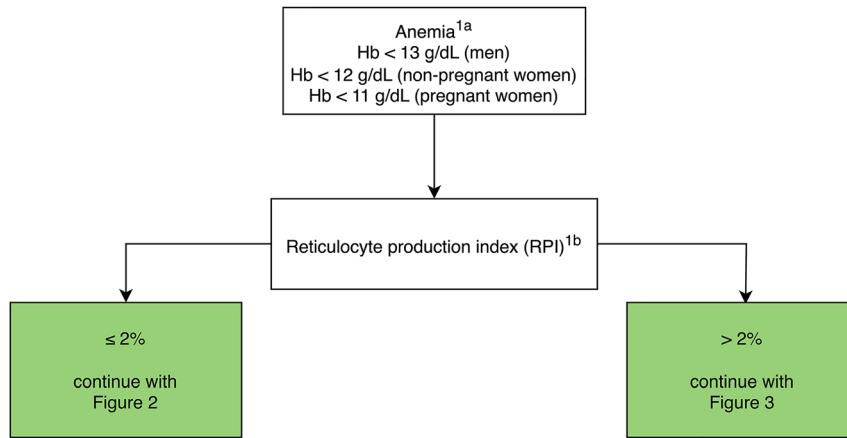 Anemia1a
Hb < 13 g/dL (men)
Hb < 12 g/dL (non-pregnant women)
Hb < 11 g/dL (pregnant women)
Reticulocyte production index (RPI)1b
≤ 2%
continue with
Figure 2
> 2%
continue with
Figure 3